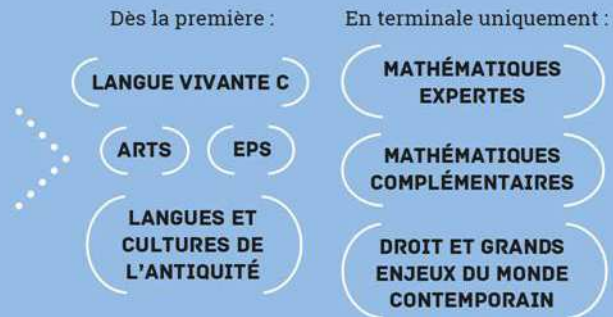 Dès la première :
LANGUE VIVANTE C
ARTS
EPS
LANGUES ET
CULTURES DE
L'ANTIQUITÉ
En terminale uniquement :
MATHÉMATIQUES
EXPERTES
MATHÉMATIQUES
COMPLÉMENTAIRES
DROIT ET GRANDS
ENJEUX DU MONDE
CONTEMPORAIN